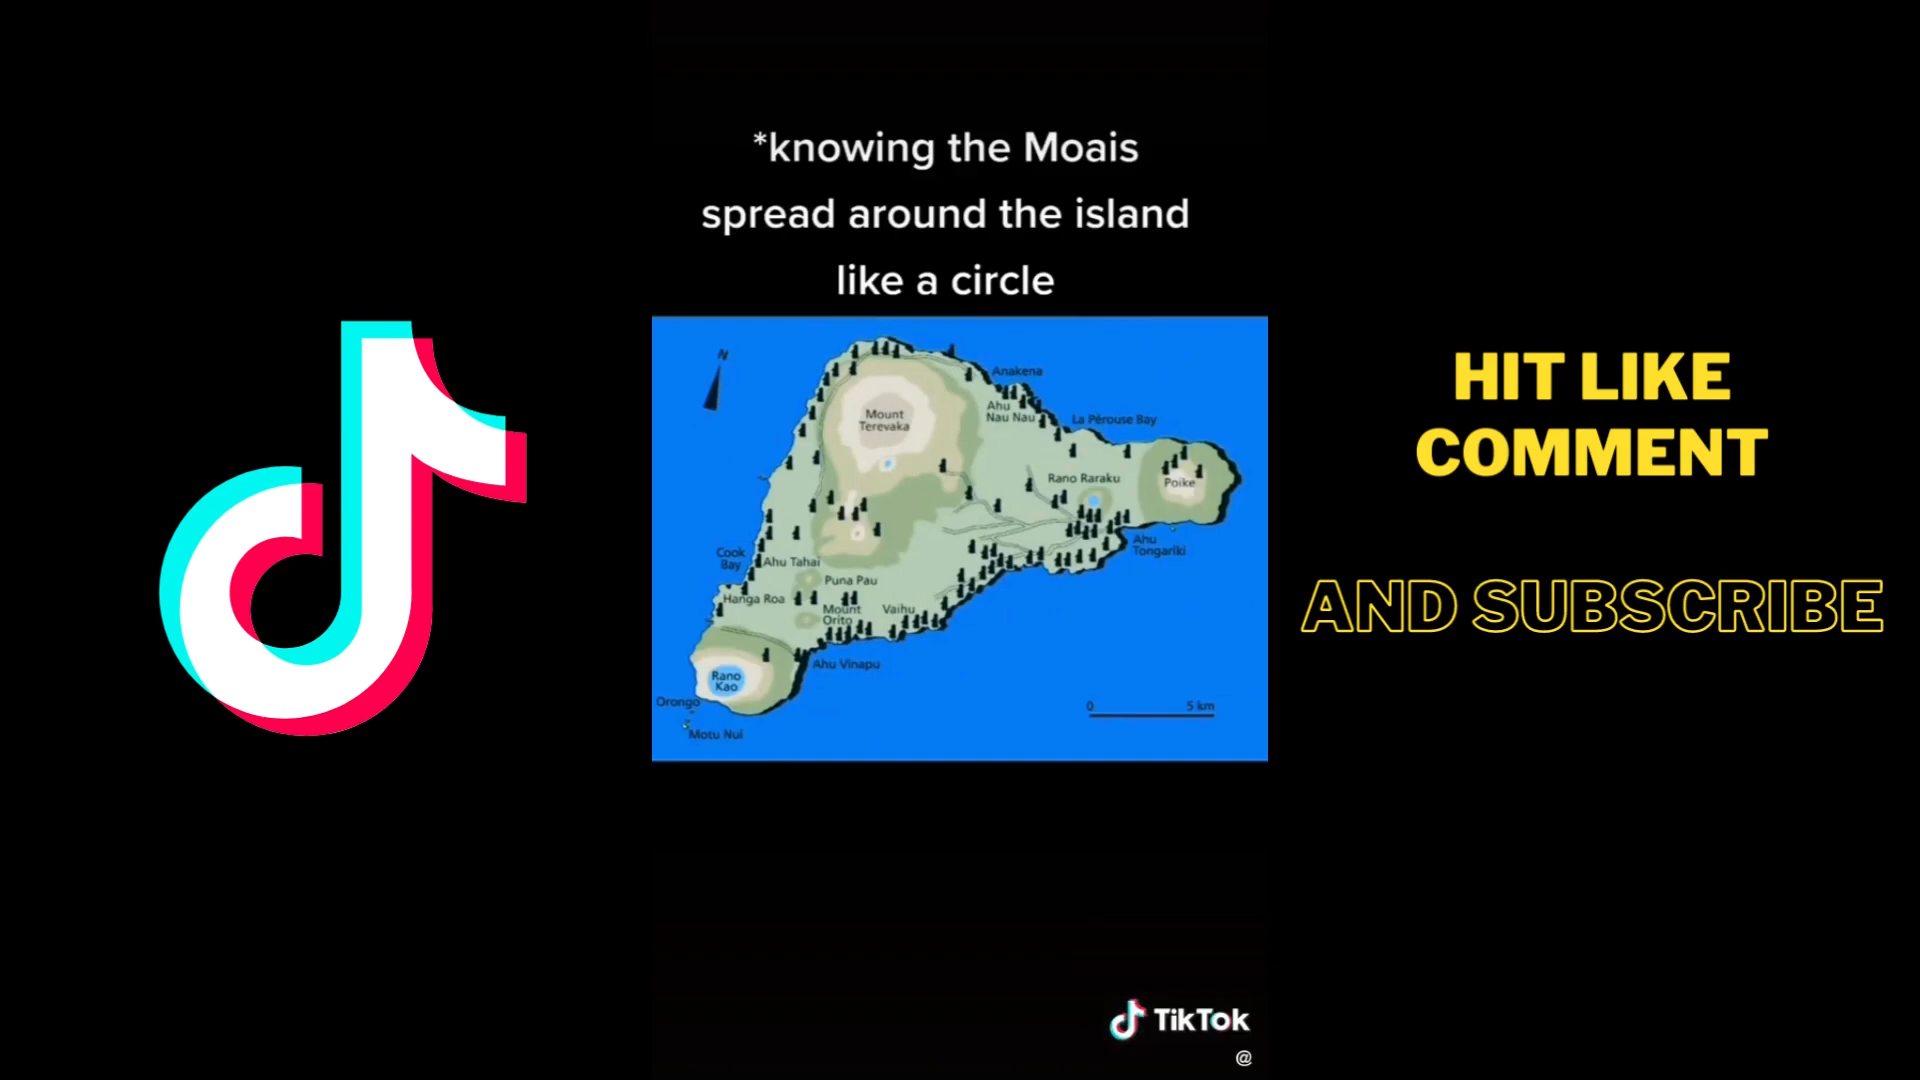 *knowing the Moais
spread around the island
like a circle
N
Anakena
Mount
Terevaka
Ahu
Nau Nau
La Pérouse Bay
Rano Raraku
Poike
Cook
Bay
Ahu Tahai
Ahu
Tongariki
Puna Pau
Hanga Roa
Mount
Orito
Vaihu
Ahu Vinapu
Rano
Kao
Orongo
Motu Nui
0 5 km
HIT LIKE
COMMENT
AND SUBSCRIBE
TikTok
@